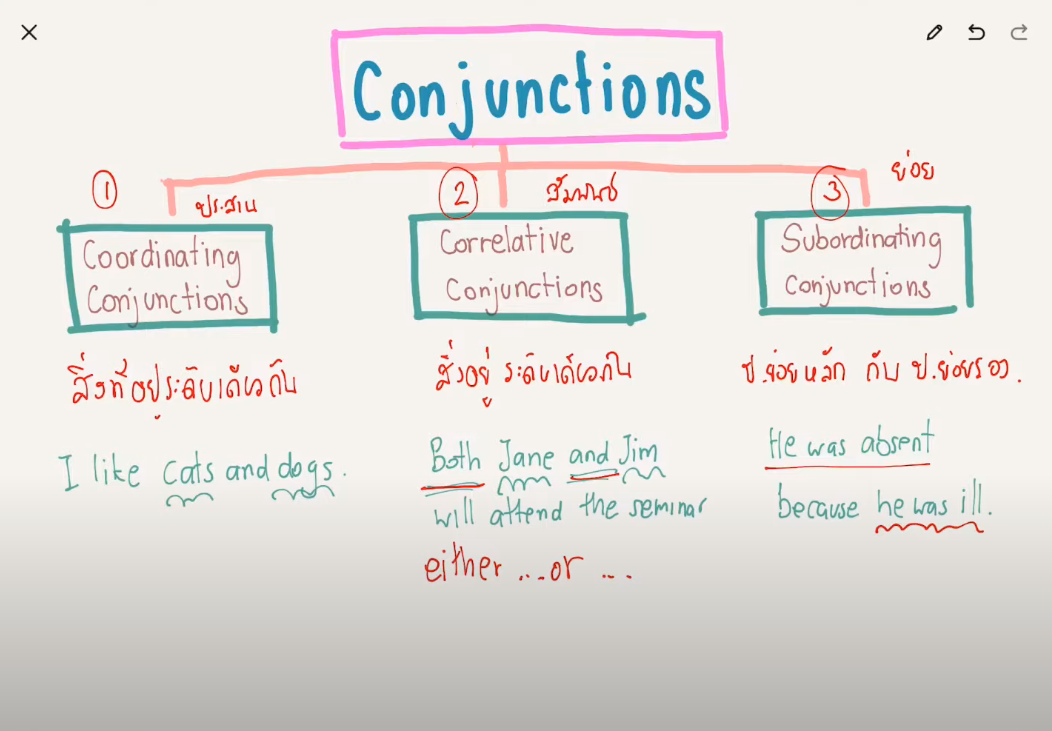 Conjunctions
①
ประสาน
Coordinating
Conjunctions
สิ่งที่อยู่ระดับเดียวกัน
I like cats and dogs.
②
สัมพันธ์
Correlative
Conjunctions
สิ่งอยู่ ระดับเดียวกัน
Both Jane and Jim
will attend the seminar
either ... or ...
③
ย่อย
Subordinating
Conjunctions
ป.ย่อยหลัก กับ ป.ย่อยรอง.
He was absent
because he was ill.